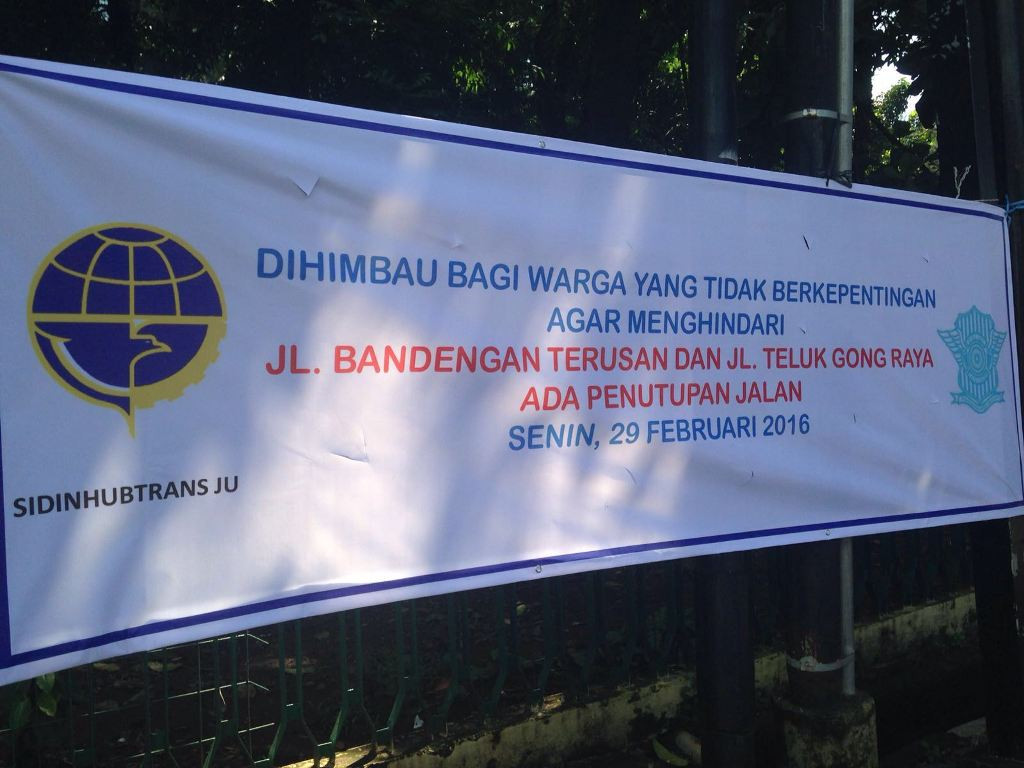 DIHIMBAU BAGI WARGA YANG TIDAK BERKEPENTINGAN
AGAR MENGHINDARI
JL. BANDENGAN TERUSAN DAN JL. TELUK GONG RAYA
ADA PENUTUPAN JALAN
SENIN, 29 FEBRUARI 2016
SIDINHUBTRANS JU